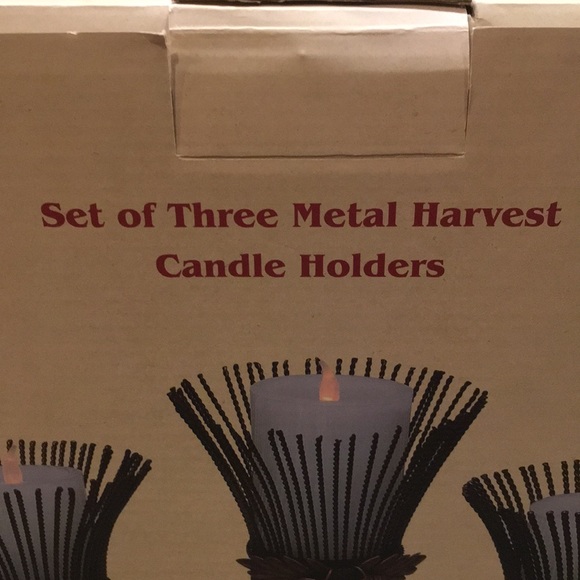 Set of Three Metal Harvest
Candle Holders